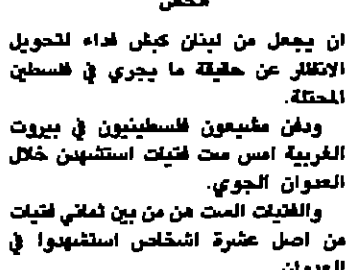 ان يجعل من لبنان كبش فداء لتحويل
الانظار عن حقيقة ما يجري في فلسطين
المحتلة.
ودفن مشيعون فلسطينيون في بيروت
الغربية امس ست فتيات استشهدن خلال
العدوان الجوي.
والفتيات الست هن من بين ثماني فتيات
من اصل عشرة اشخاص استشهدوا في
العدوان